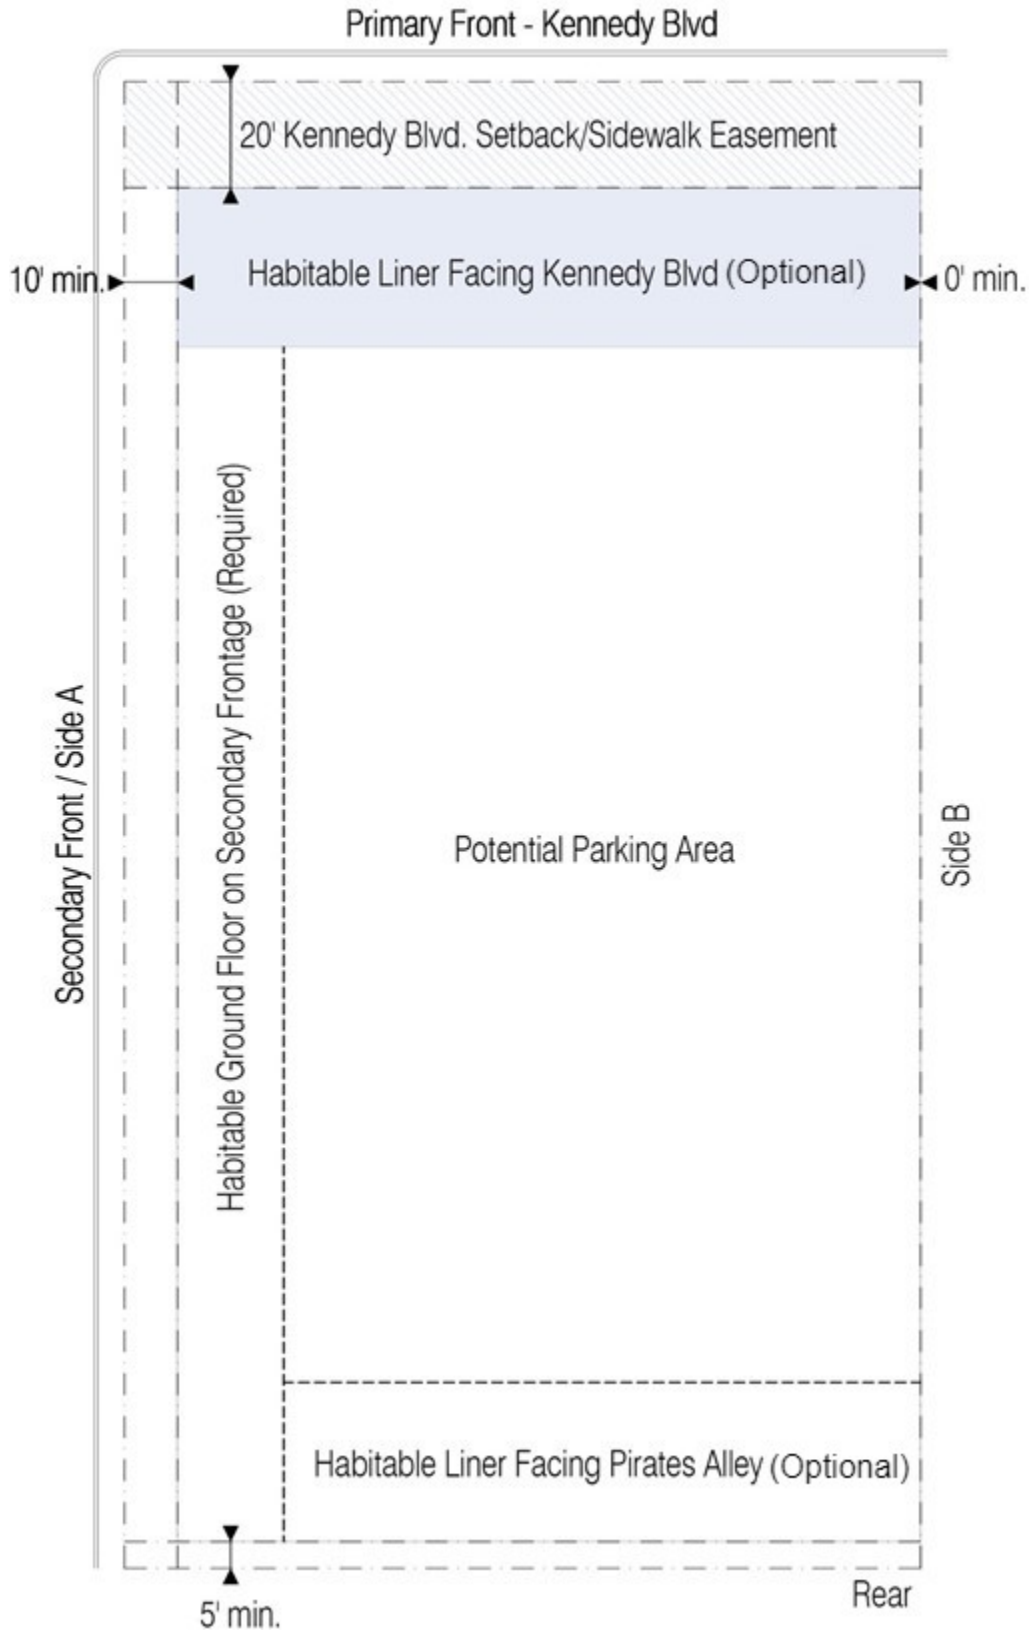 Primary Front - Kennedy Blvd
20' Kennedy Blvd. Setback/Sidewalk Easement
10' min.
Habitable Liner Facing Kennedy Blvd (Optional)
0' min.
Habitable Ground Floor on Secondary Frontage (Required)
Secondary Front / Side A
Potential Parking Area
Side B
Habitable Liner Facing Pirates Alley (Optional)
Rear
5' min.